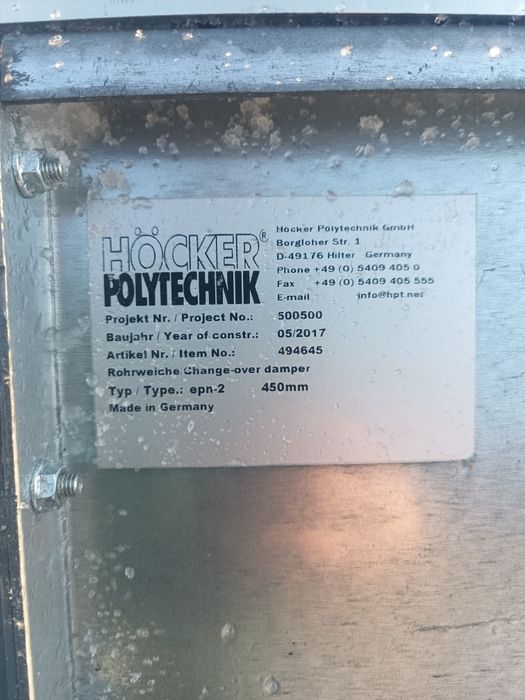 HÖCKER®
POLYTECHNIK
Höcker Polytechnik GmbH
Borgloher Str. 1
D-49176 Hilter Germany
Phone +49 (0) 5409 405 0
Fax +49 (0) 5409 405 555
E-mail info@hpt.net
Projekt Nr. / Project No.: 500500
Baujahr / Year of constr.: 05/2017
Artikel Nr. / Item No.: 494645
Rohrweiche/Change-over damper
Typ / Type.: epn-2 450mm
Made in Germany